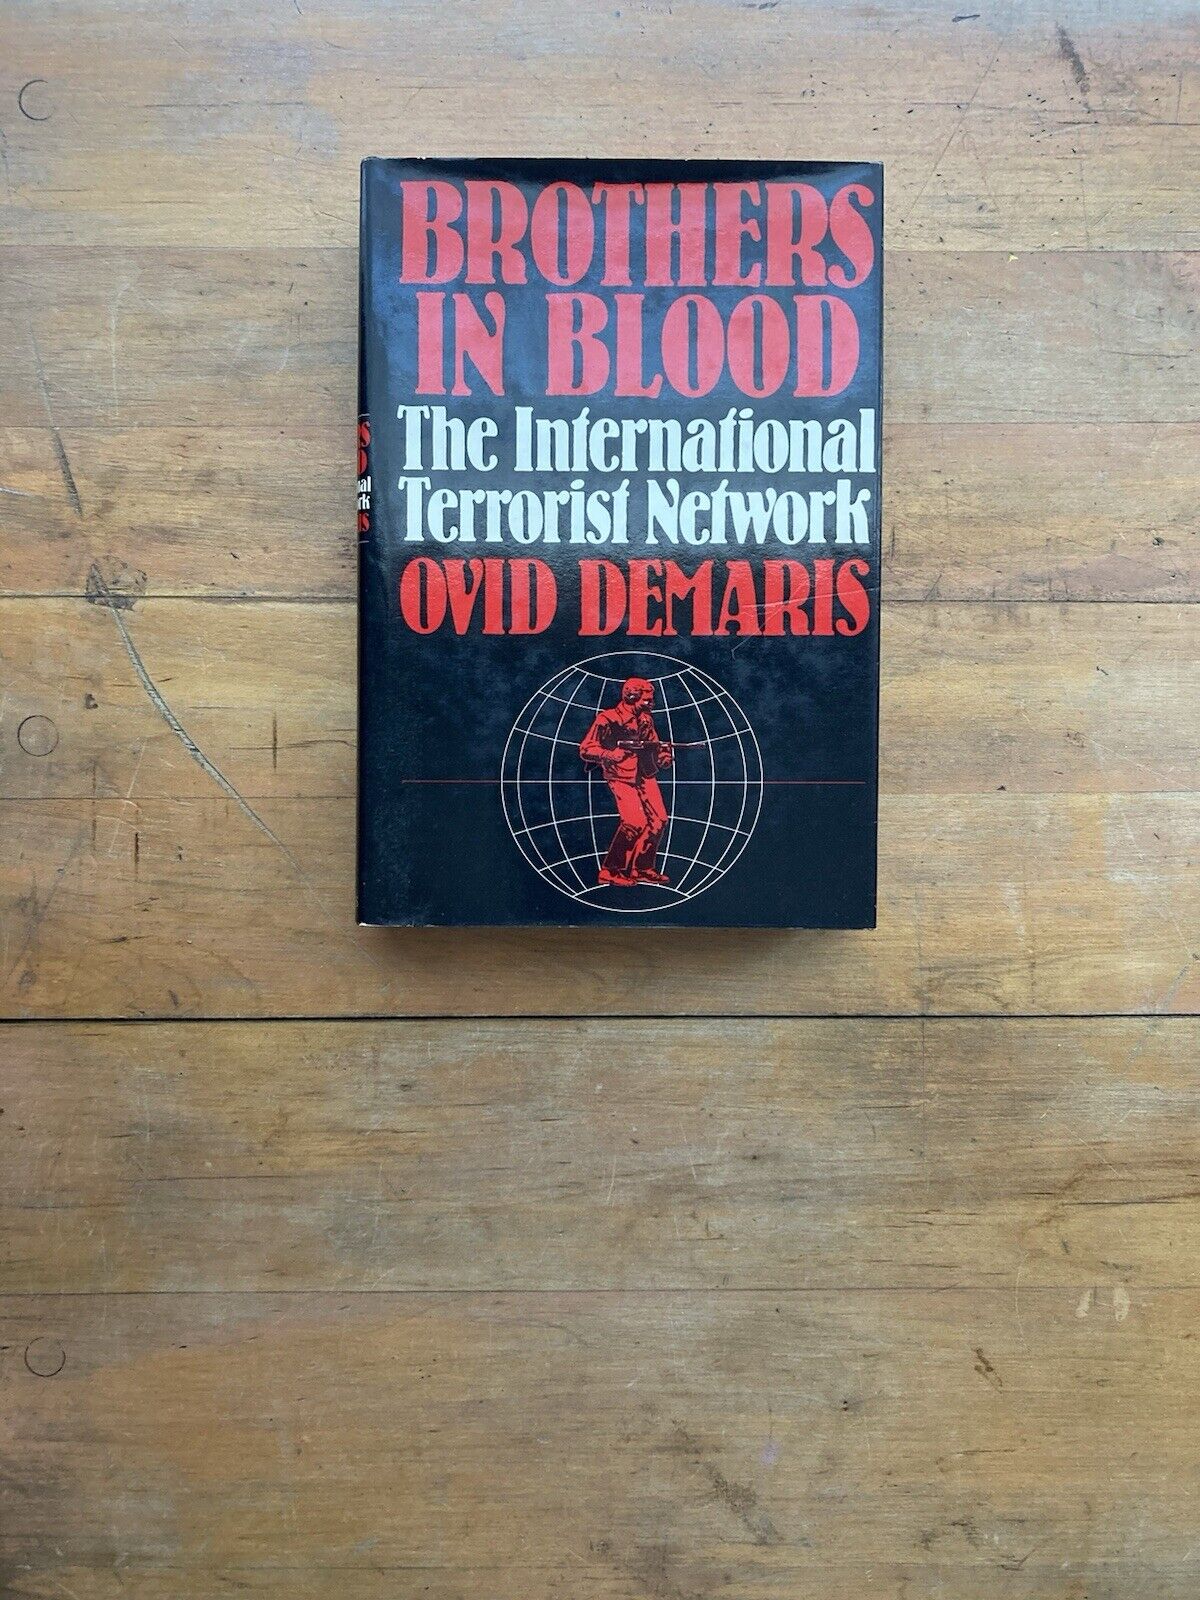 BROTHERS
IN BLOOD
The International
Terrorist Network
OVID DEMARIS